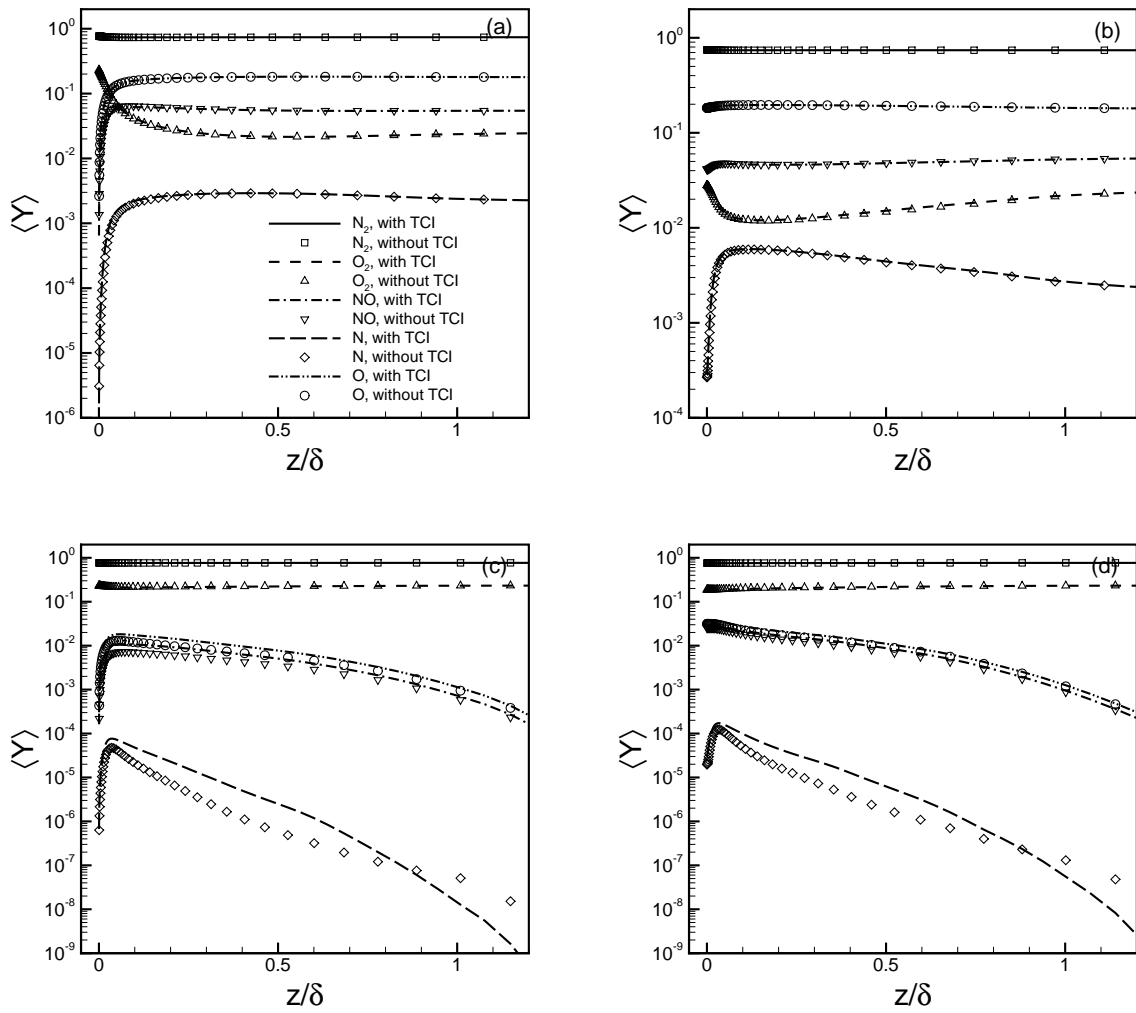 (a)
⟨Y⟩
10^0
10^-1
10^-2
10^-3
10^-4
10^-5
10^-6
N₂, with TCI
N₂, without TCI
O₂, with TCI
O₂, without TCI
NO, with TCI
NO, without TCI
N, with TCI
N, without TCI
O, with TCI
O, without TCI
0 0.5 1
z/δ
(b)
⟨Y⟩
10^0
10^-1
10^-2
10^-3
10^-4
0 0.5 1
z/δ
(c)
⟨Y⟩
10^0
10^-1
10^-2
10^-3
10^-4
10^-5
10^-6
10^-7
10^-8
10^-9
0 0.5 1
z/δ
(d)
⟨Y⟩
10^0
10^-1
10^-2
10^-3
10^-4
10^-5
10^-6
10^-7
10^-8
10^-9
0 0.5 1
z/δ